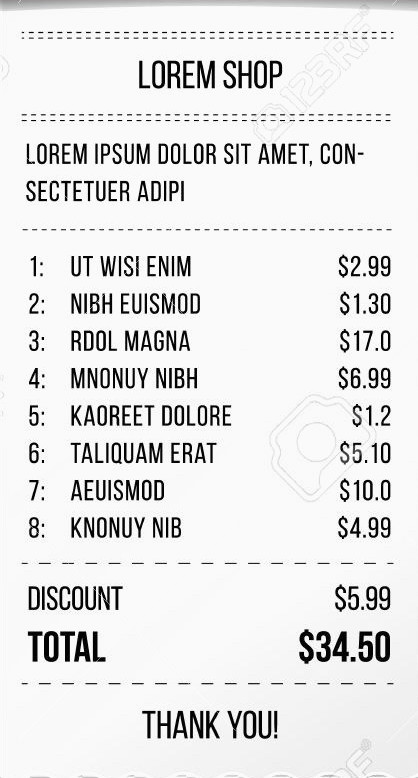 LOREM SHOP
LOREM IPSUM DOLOR SIT AMET, CON-
SECTETUER ADIPI
1: UT WISI ENIM $2.99
2: NIBH EUISMOD $1.30
3: RDOL MAGNA $17.0
4: MNONUY NIBH $6.99
5: KAOREET DOLORE $1.2
6: TALIQUAM ERAT $5.10
7: AEUISMOD $10.0
8: KNONUY NIB $4.99
DISCOUNT $5.99
TOTAL $34.50
THANK YOU!
123RF